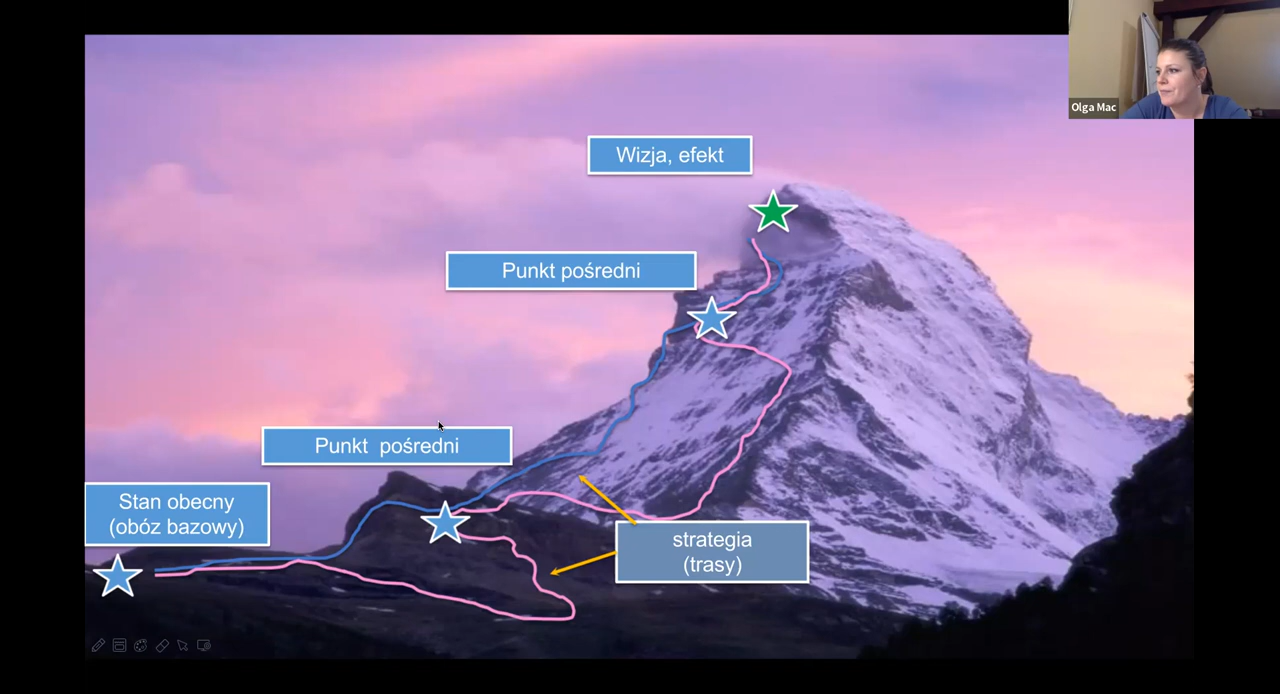 Olga Mac
Wizja, efekt
Punkt pośredni
Punkt pośredni
Stan obecny
(obóz bazowy)
strategia
(trasy)